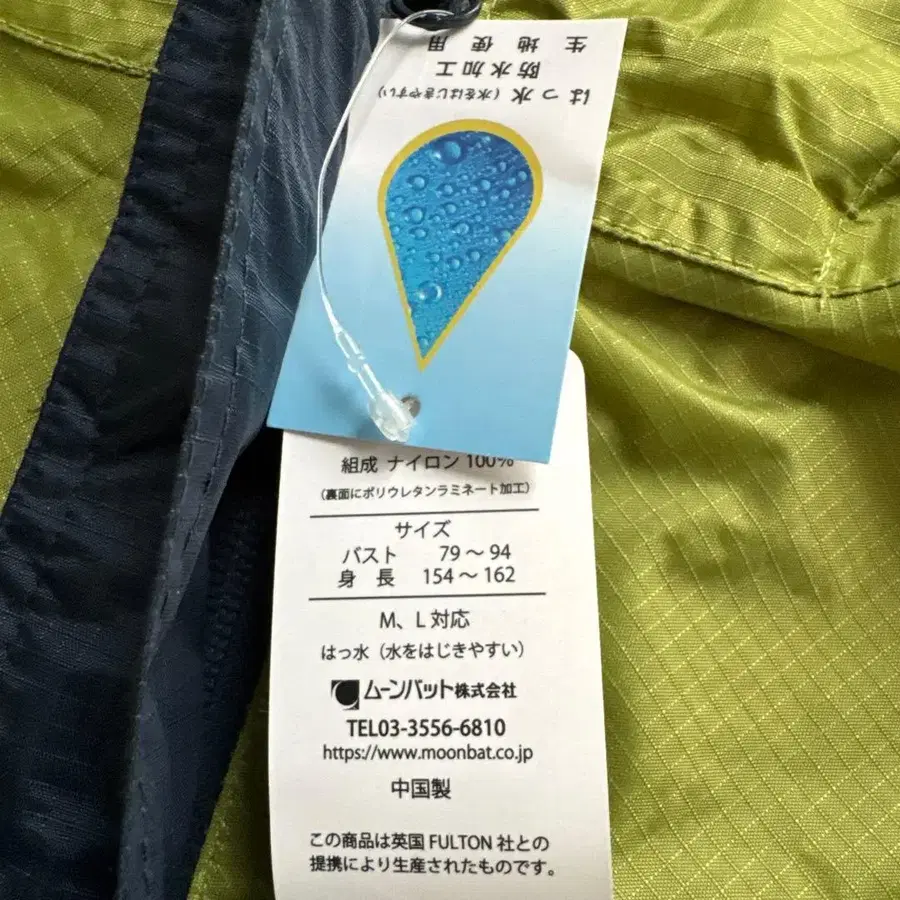 はっ水(水をはじきやすい)
防水加工
生地使用
組成 ナイロン 100%
(裏面にポリウレタンラミネート加工)
サイズ
バスト 79～94
身 長 154～162
M、L対応
はっ水(水をはじきやすい)
ムーンバット株式会社
TEL03-3556-6810
https://www.moonbat.co.jp
中国製
この商品は英国 FULTON 社との
提携により生産されたものです。